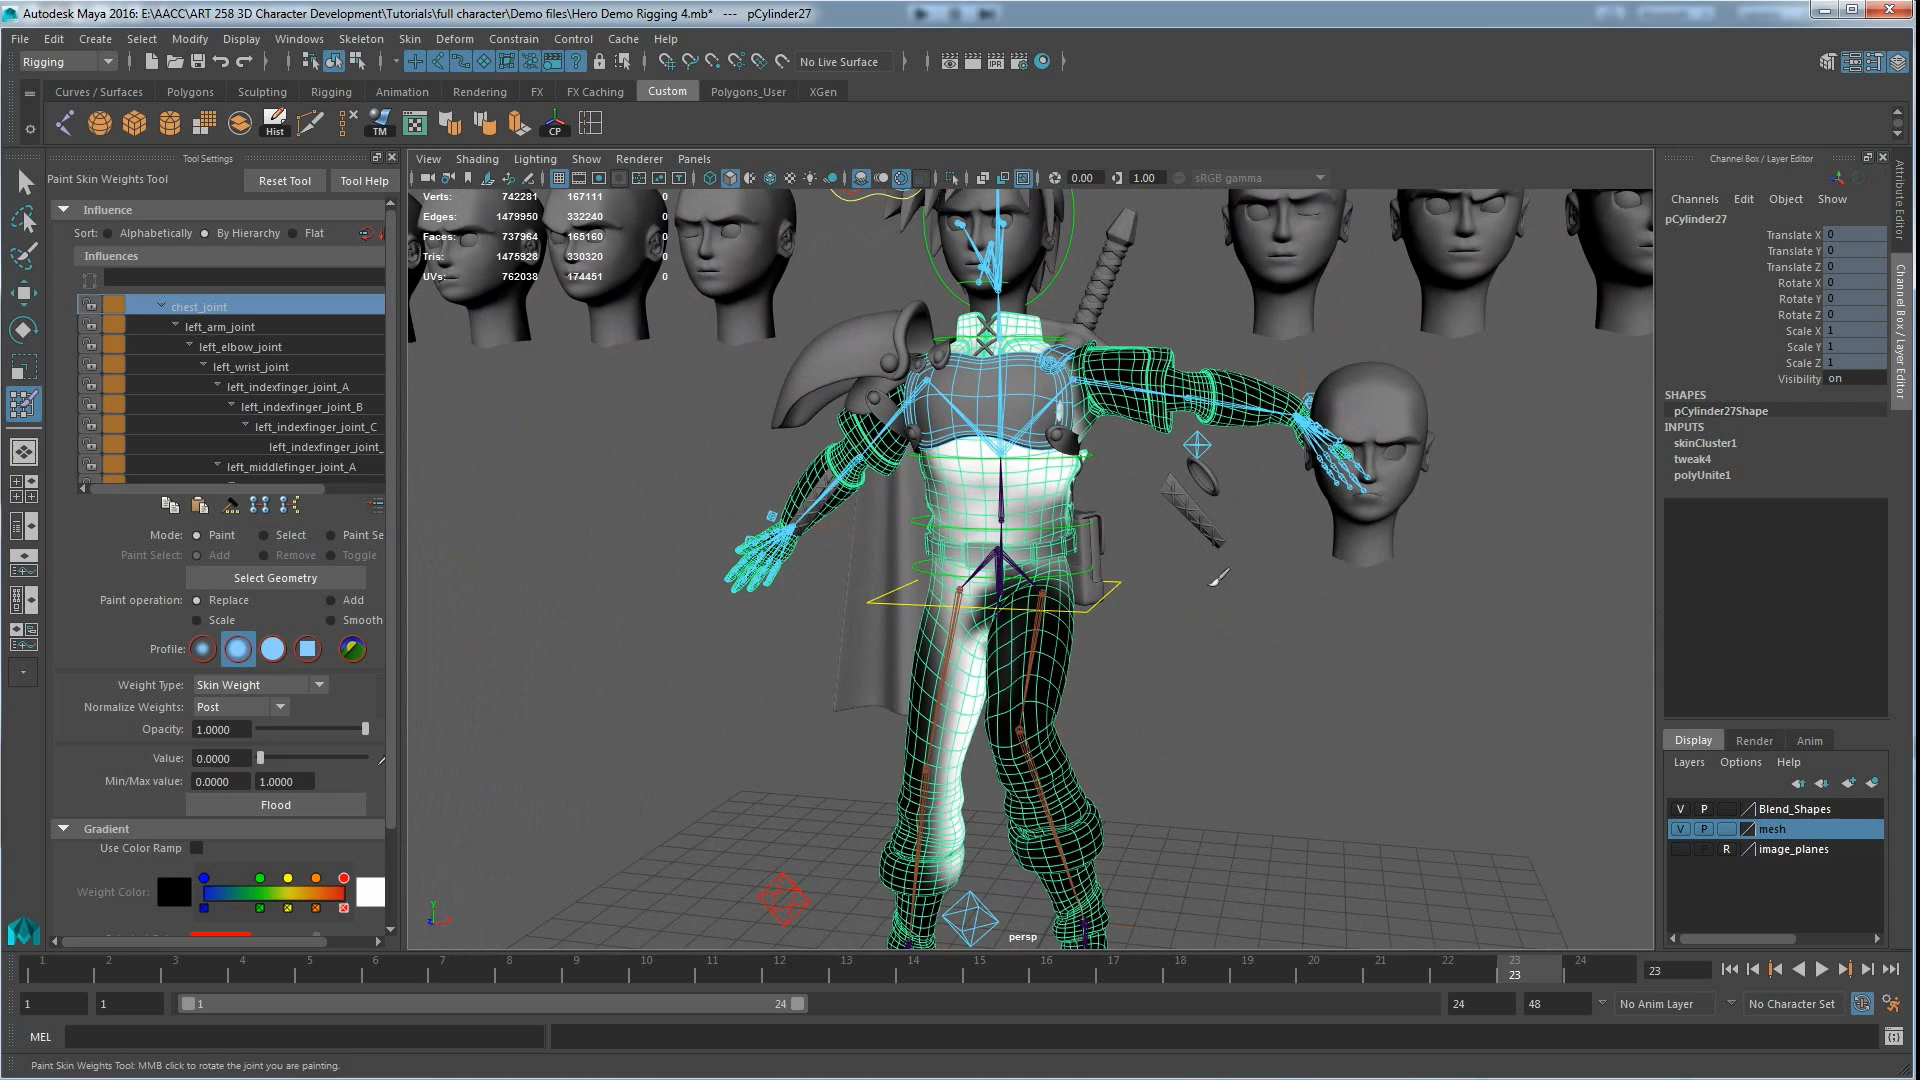 Autodesk Maya 2016: E:\AACC\ART 258 3D Character Development\Tutorials\full character\Demo files\Hero Demo Rigging 4.mb* --- pCylinder27
File Edit Create Select Modify Display Windows Skeleton Skin Deform Constrain Control Cache Help
Rigging
No Live Surface
IPR
Curves / Surfaces Polygons Sculpting Rigging Animation Rendering FX FX Caching Custom Polygons_User XGen
Hist TM CP
Tool Settings
Paint Skin Weights Tool Reset Tool Tool Help
Influence
Sort: Alphabetically By Hierarchy Flat
Influences
chest_joint
left_arm_joint
left_elbow_joint
left_wrist_joint
left_indexfinger_joint_A
left_indexfinger_joint_B
left_indexfinger_joint_C
left_indexfinger_joint_
left_middlefinger_joint_A
Mode: Paint Select Paint Se
Paint Select: Add Remove Toggle
Select Geometry
Paint operation: Replace Add
Scale Smooth
Profile:
Weight Type: Skin Weight
Normalize Weights: Post
Opacity: 1.0000
Value: 0.0000
Min/Max value: 0.0000 1.0000
Flood
Gradient
Use Color Ramp
Weight Color:
View Shading Lighting Show Renderer Panels
0.00 1.00 sRGB gamma
Verts: 742281 167111 0
Edges: 1479950 332240 0
Faces: 737964 165160 0
Tris: 1475928 330320 0
UVs: 762038 174451 0
y
z
persp
Channel Box / Layer Editor
Channels Edit Object Show
pCylinder27
Translate X 0
Translate Y 0
Translate Z 0
Rotate X 0
Rotate Y 0
Rotate Z 0
Scale X 1
Scale Y 1
Scale Z 1
Visibility on
SHAPES
pCylinder27Shape
INPUTS
skinCluster1
tweak4
polyUnite1
Attribute Editor
Channel Box / Layer Editor
Display Render Anim
Layers Options Help
V P Blend_Shapes
V P mesh
P R image_planes
1 2 3 4 5 6 7 8 9 10 11 12 13 14 15 16 17 18 19 20 21 22 23 24
23
23
1 1 1 24 24 48 No Anim Layer No Character Set
MEL
Paint Skin Weights Tool: MMB click to rotate the joint you are painting.